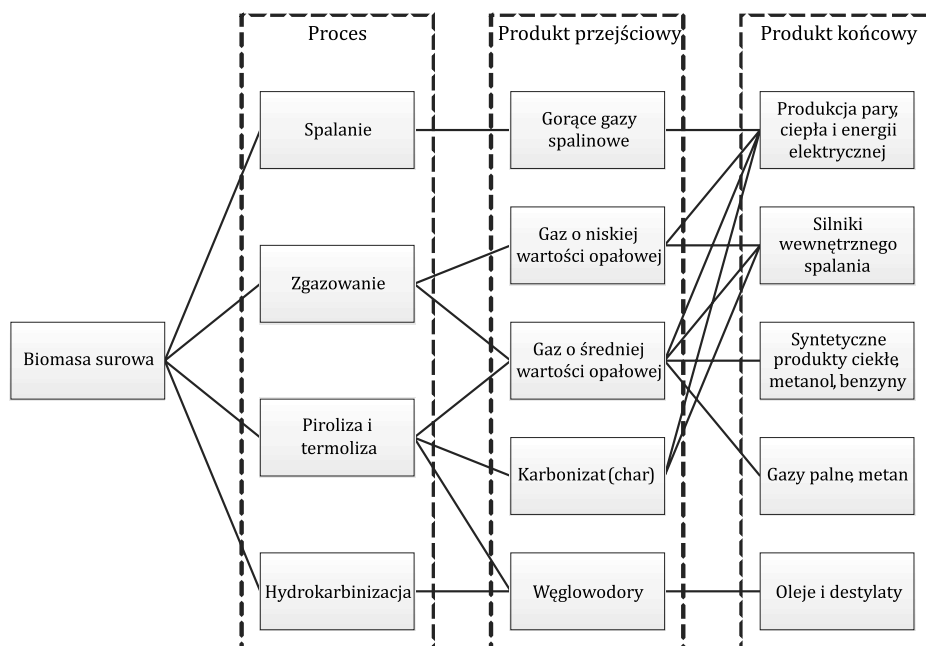 Proces
Produkt przejściowy
Produkt końcowy
Spalanie
Gorące gazy
spalinowe
Produkcja pary,
ciepła i energii
elektrycznej
Zgazowanie
Gaz o niskiej
wartości opałowej
Silniki
wewnętrznego
spalania
Biomasa surowa
Gaz o średniej
wartości opałowej
Syntetyczne
produkty ciekłe,
metanol, benzyny
Piroliza i
termoliza
Karbonizat (char)
Gazy palne, metan
Hydrokarbinizacja
Węglowodory
Oleje i destylaty